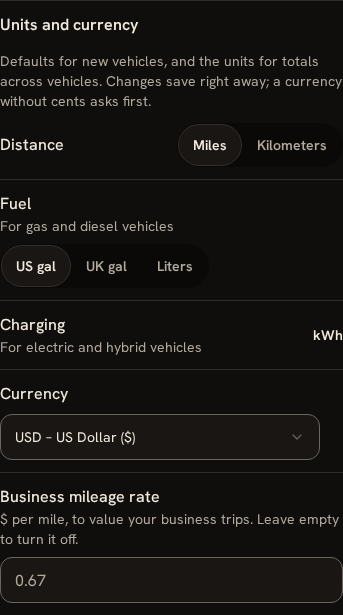 Units and currency
Defaults for new vehicles, and the units for totals
across vehicles. Changes save right away; a currency
without cents asks first.
Distance
Miles
Kilometers
Fuel
For gas and diesel vehicles
US gal
UK gal
Liters
Charging
For electric and hybrid vehicles
kWh
Currency
USD – US Dollar ($)
Business mileage rate
$ per mile, to value your business trips. Leave empty
to turn it off.
0.67